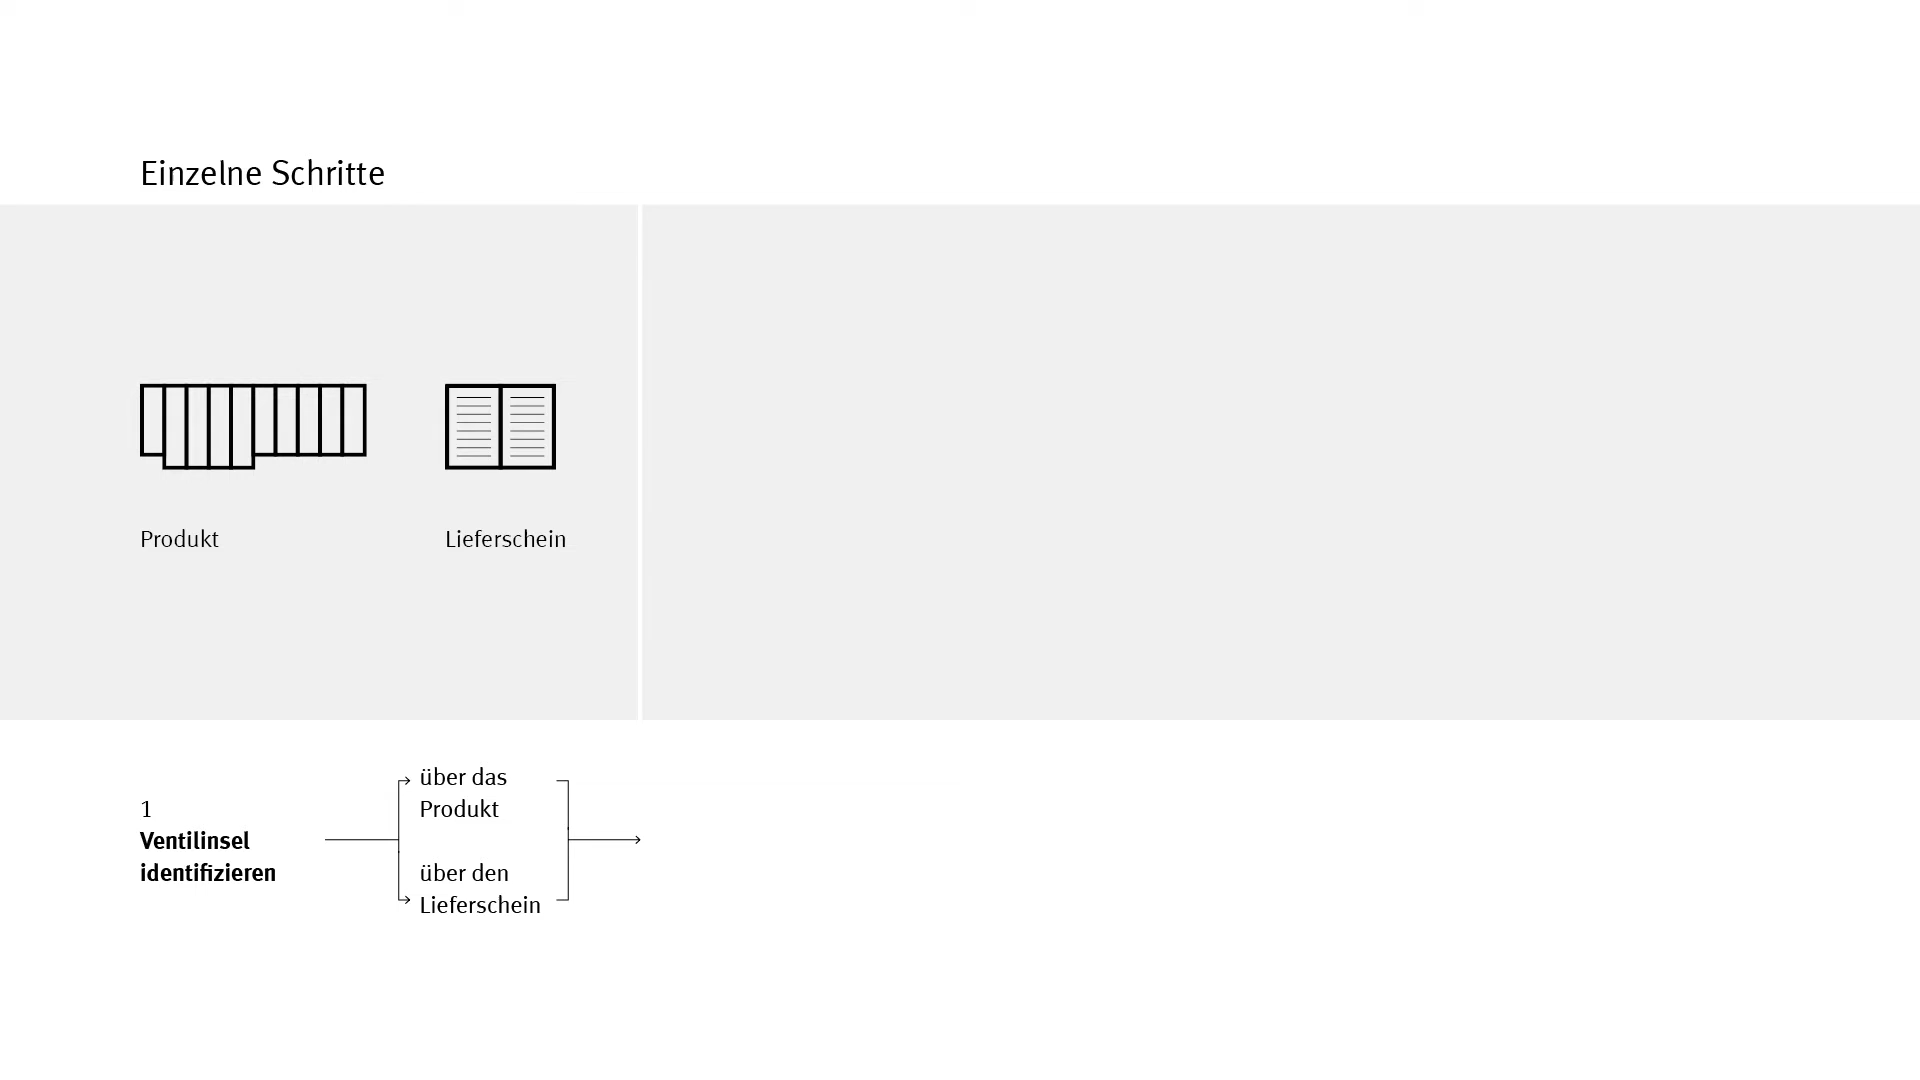 Einzelne Schritte
Produkt
Lieferschein
1
Ventilinsel
identifizieren
über das
Produkt
über den
Lieferschein